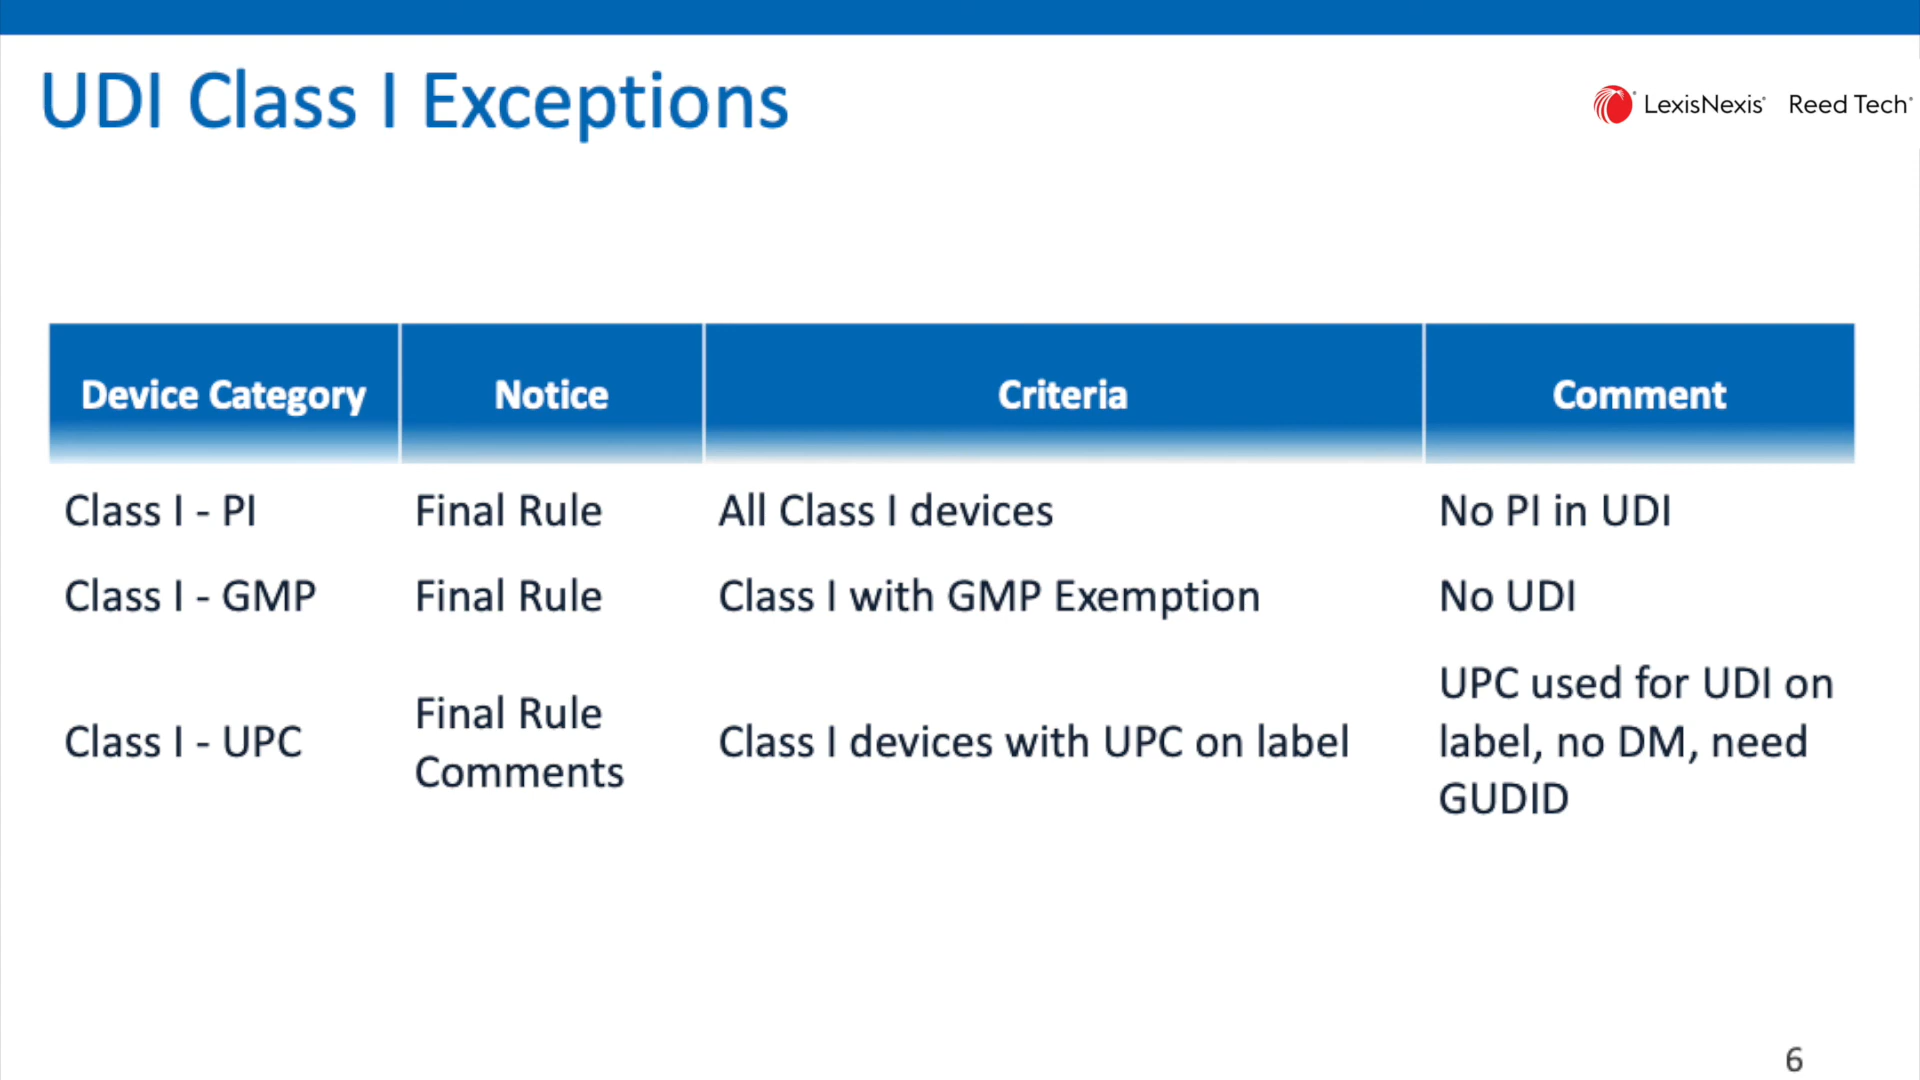 UDI Class I Exceptions
LexisNexis® Reed Tech®
Device Category Notice Criteria Comment
Class I - PI Final Rule All Class I devices No PI in UDI
Class I - GMP Final Rule Class I with GMP Exemption No UDI
Class I - UPC
Final Rule
Comments
Class I devices with UPC on label
UPC used for UDI on
label, no DM, need
GUDID
6